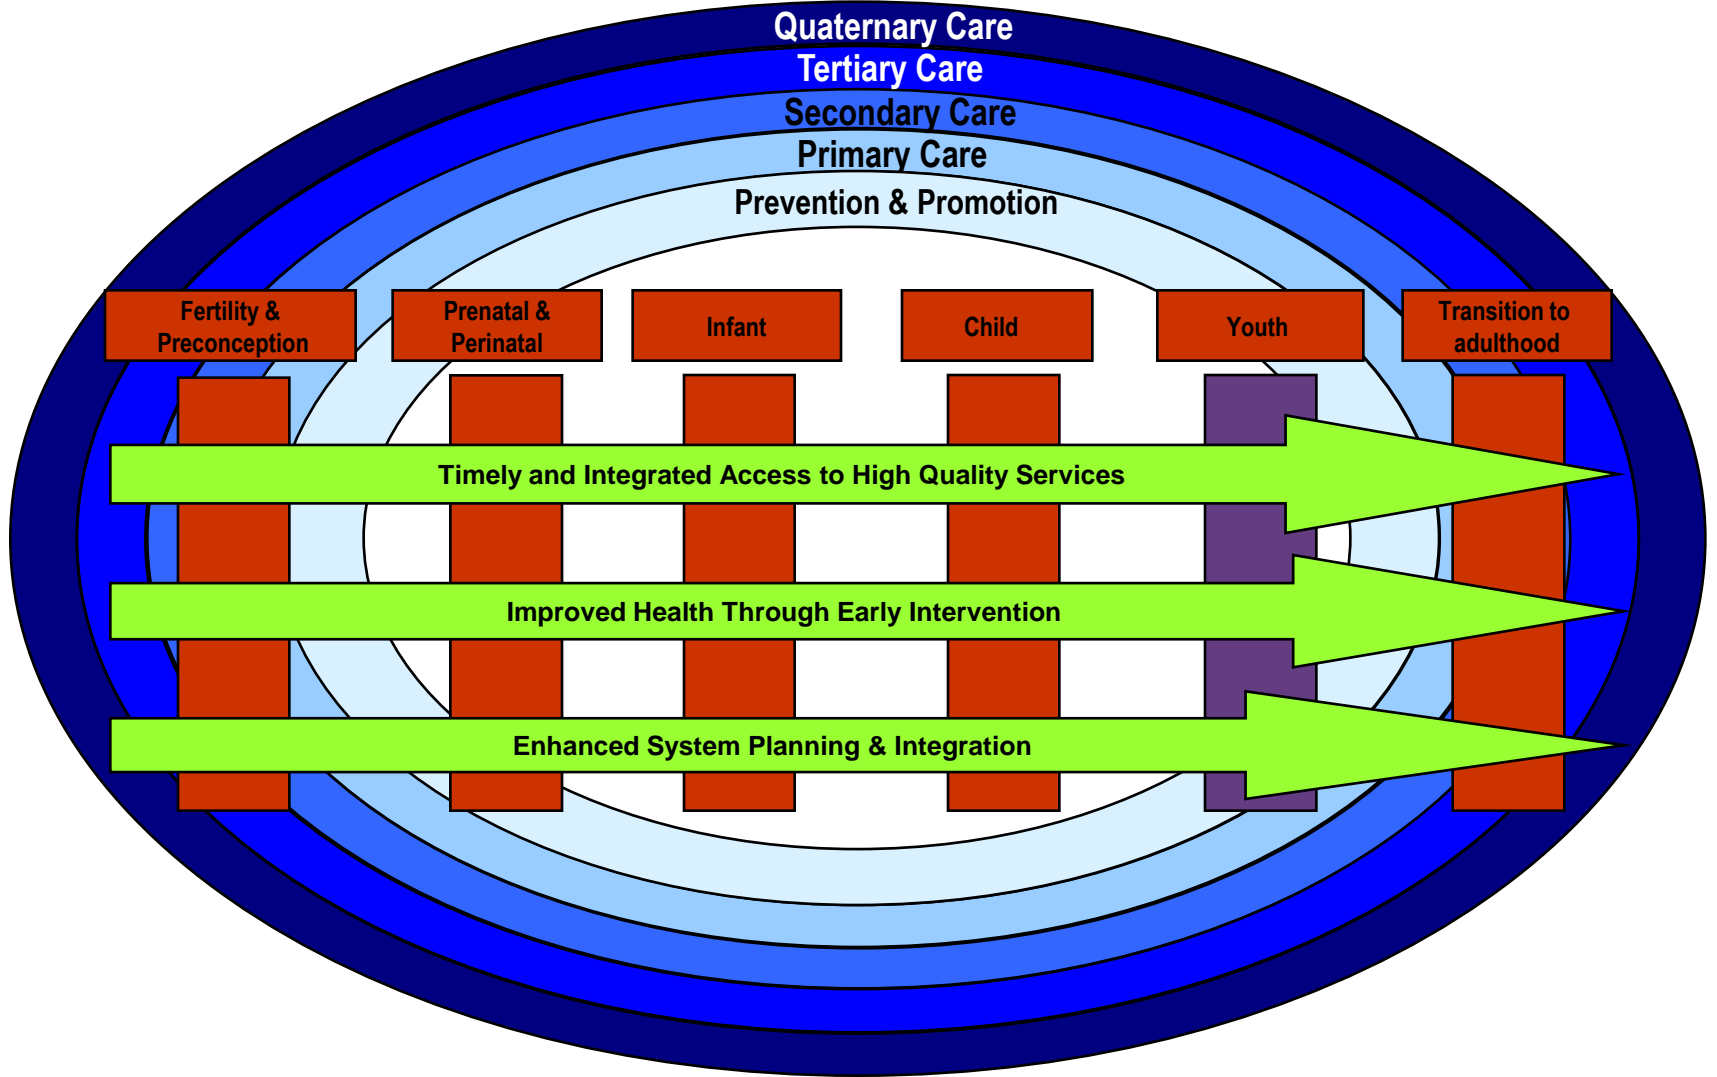 Quaternary Care
Tertiary Care
Secondary Care
Primary Care
Prevention & Promotion
Fertility &
Preconception
Prenatal &
Perinatal
Infant
Child
Youth
Transition to
adulthood
Timely and Integrated Access to High Quality Services
Improved Health Through Early Intervention
Enhanced System Planning & Integration